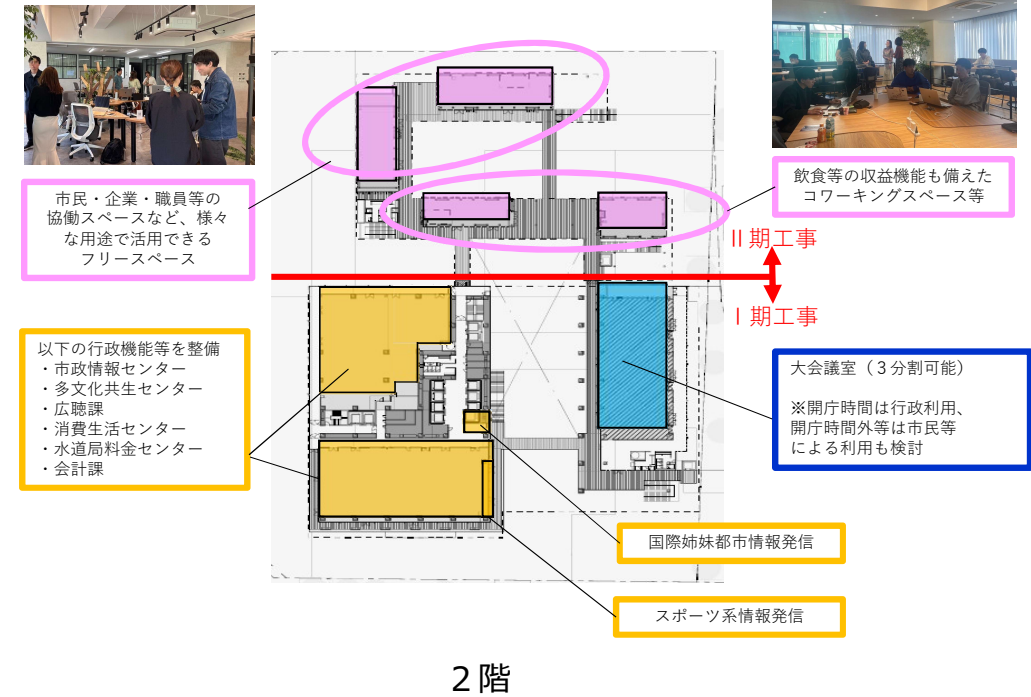 市民・企業・職員等の
協働スペースなど、様々
な用途で活用できる
フリースペース
飲食等の収益機能も備えた
コワーキングスペース等
Ⅱ期工事
Ⅰ期工事
以下の行政機能等を整備
・市政情報センター
・多文化共生センター
・広聴課
・消費生活センター
・水道局料金センター
・会計課
大会議室（３分割可能）
※開庁時間は行政利用、
開庁時間外等は市民等
による利用も検討
国際姉妹都市情報発信
スポーツ系情報発信
２階